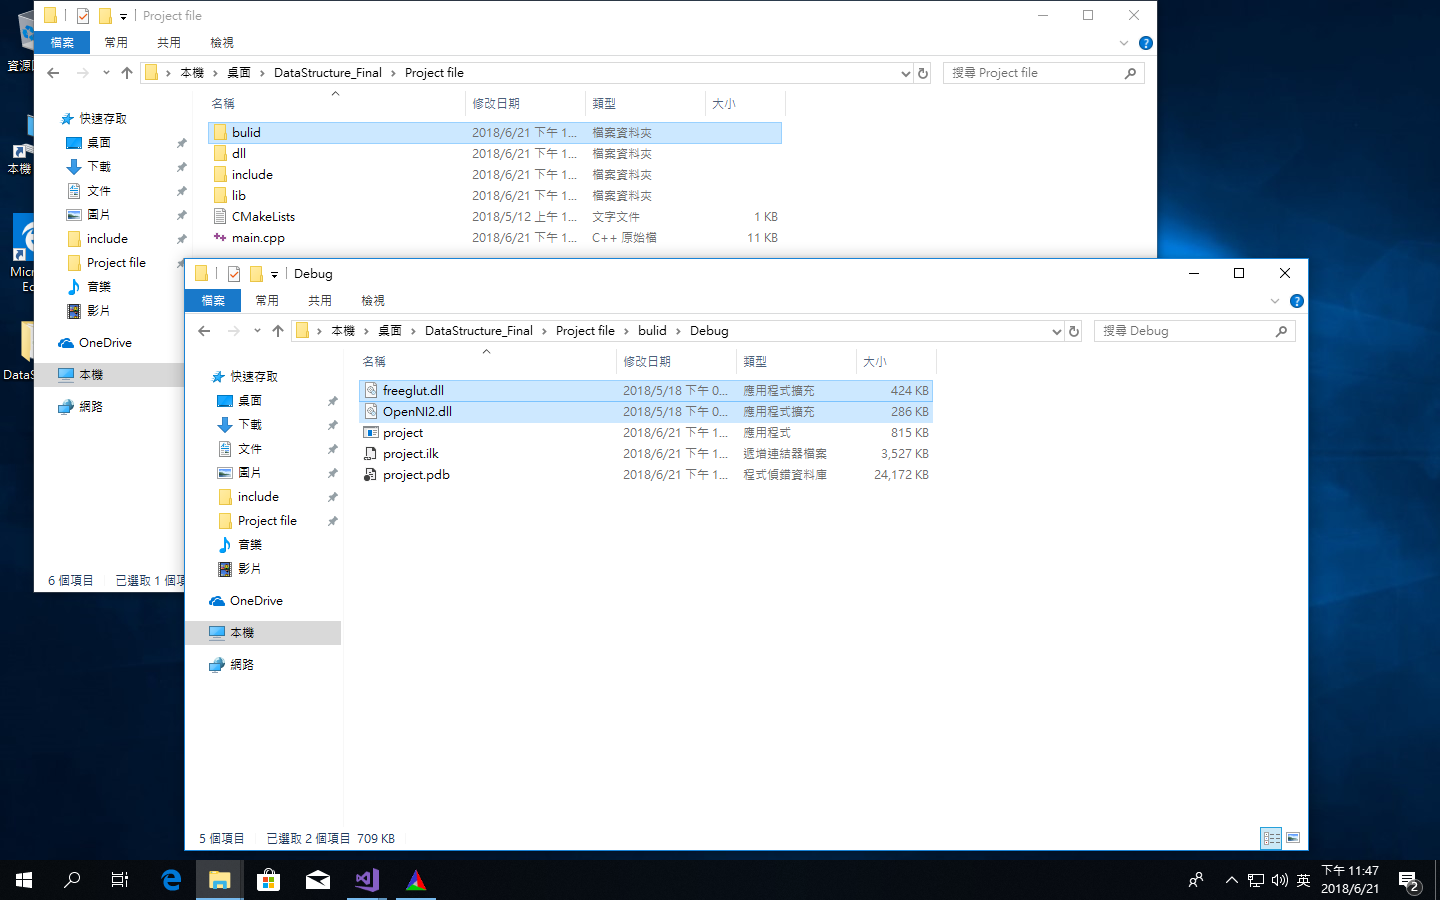 Project file
檔案 常用 共用 檢視
本機 桌面 DataStructure_Final Project file 搜尋 Project file
名稱 修改日期 類型 大小
bulid 2018/6/21 下午 1... 檔案資料夾
dll 2018/6/21 下午 1... 檔案資料夾
include 2018/6/21 下午 1... 檔案資料夾
lib 2018/6/21 下午 1... 檔案資料夾
CMakeLists 2018/5/12 上午 1... 文字文件 1 KB
main.cpp 2018/6/21 下午 1... C++ 原始檔 11 KB
快速存取
桌面
下載
文件
圖片
include
Project file
音樂
影片
OneDrive
本機
網路
6 個項目 已選取 1 個項
本機
Micr
Ec
DataS
Debug
檔案 常用 共用 檢視
本機 桌面 DataStructure_Final Project file bulid Debug 搜尋 Debug
名稱 修改日期 類型 大小
freeglut.dll 2018/5/18 下午 0... 應用程式擴充 424 KB
OpenNI2.dll 2018/5/18 下午 0... 應用程式擴充 286 KB
project 2018/6/21 下午 1... 應用程式 815 KB
project.ilk 2018/6/21 下午 1... 遞增連結器檔案 3,527 KB
project.pdb 2018/6/21 下午 1... 程式偵錯資料庫 24,172 KB
快速存取
桌面
下載
文件
圖片
include
Project file
音樂
影片
OneDrive
本機
網路
5 個項目 已選取 2 個項目 709 KB
英
下午 11:47
2018/6/21
2